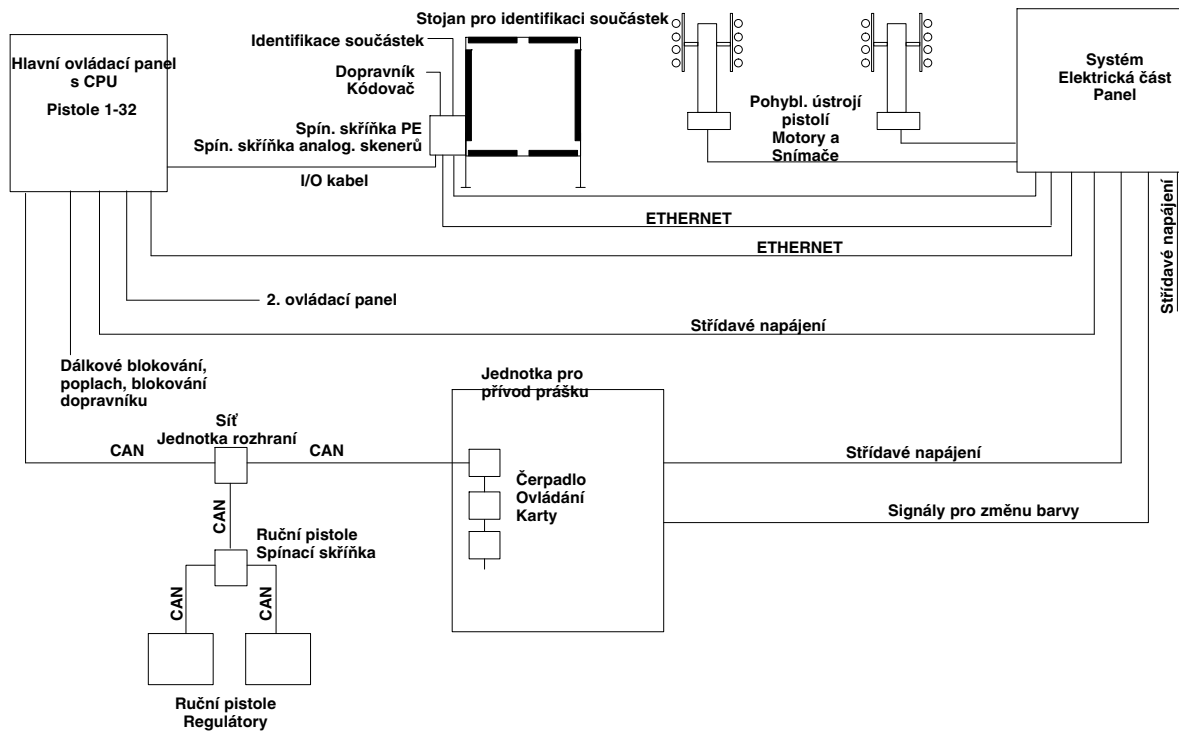 Hlavní ovládací panel
s CPU
Pistole 1-32
Stojan pro identifikaci součástek
Identifikace součástek
Dopravník
Kódovač
Spín. skříňka PE
Spín. skříňka analog. skenerů
I/O kabel
Pohybl. ústrojí
pistolí
Motory a
Snímače
Systém
Elektrická část
Panel
ETHERNET
ETHERNET
Střídavé napájení
2. ovládací panel
Střídavé napájení
Dálkové blokování,
poplach, blokování
dopravníku
Jednotka pro
přívod prášku
Síť
Jednotka rozhraní
CAN
CAN
Střídavé napájení
Čerpadlo
Ovládání
Karty
CAN
Signály pro změnu barvy
Ruční pistole
Spínací skříňka
CAN
CAN
Ruční pistole
Regulátory